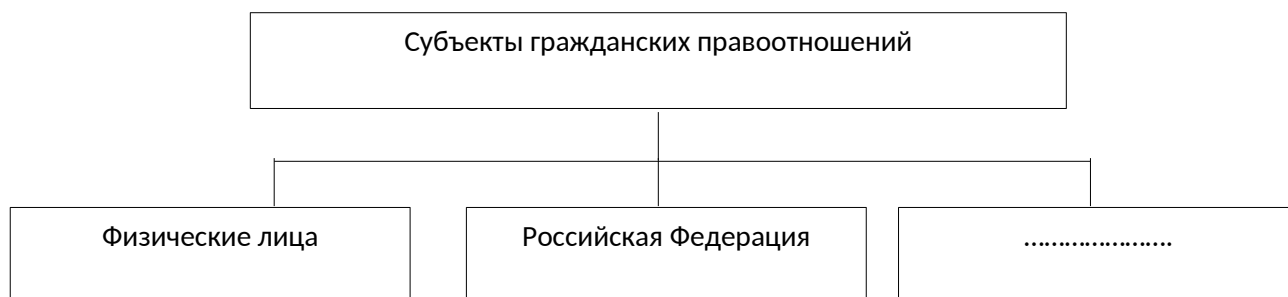 Субъекты гражданских правоотношений
Физические лица
Российская Федерация
………………….